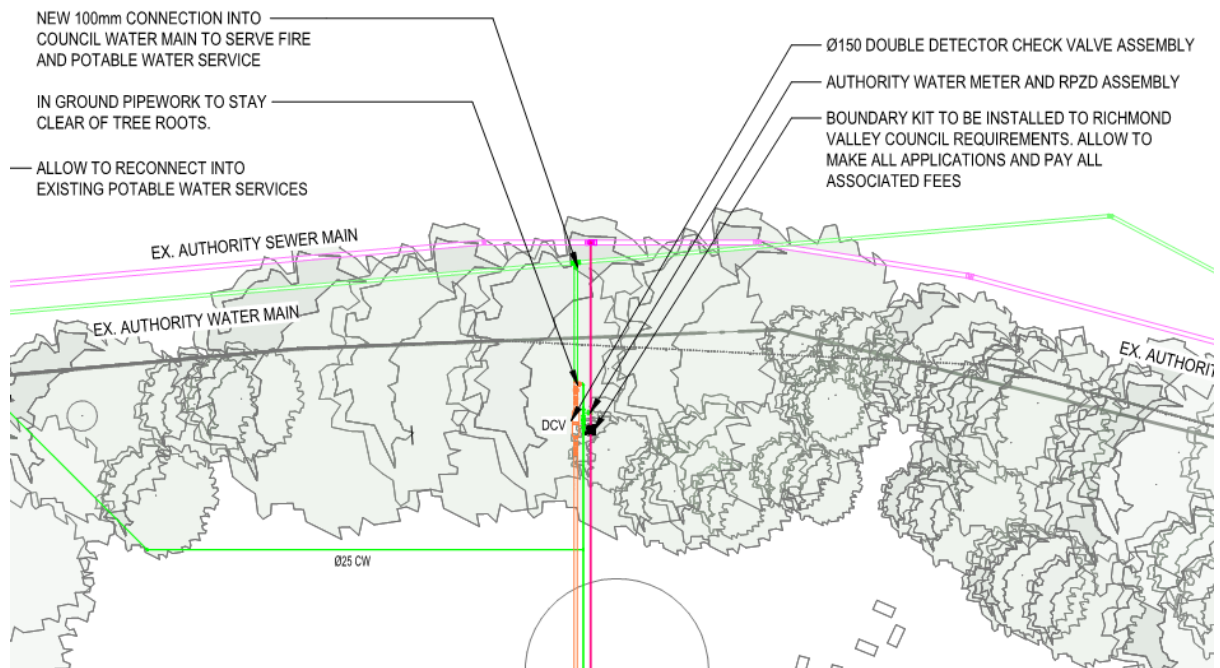 NEW 100mm CONNECTION INTO
COUNCIL WATER MAIN TO SERVE FIRE
AND POTABLE WATER SERVICE
IN GROUND PIPEWORK TO STAY
CLEAR OF TREE ROOTS.
ALLOW TO RECONNECT INTO
EXISTING POTABLE WATER SERVICES
Ø150 DOUBLE DETECTOR CHECK VALVE ASSEMBLY
AUTHORITY WATER METER AND RPZD ASSEMBLY
BOUNDARY KIT TO BE INSTALLED TO RICHMOND
VALLEY COUNCIL REQUIREMENTS. ALLOW TO
MAKE ALL APPLICATIONS AND PAY ALL
ASSOCIATED FEES
EX. AUTHORITY SEWER MAIN
EX. AUTHORITY WATER MAIN
EX. AUTHORIT
DCV
Ø25 CW